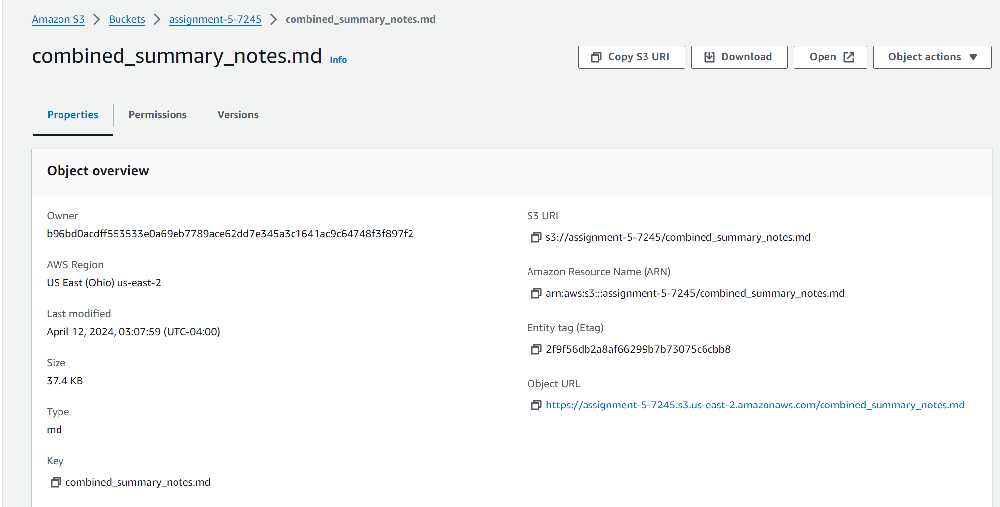 Amazon S3 Buckets assignment-5-7245 combined_summary_notes.md
combined_summary_notes.md Info
Copy S3 URI Download Open Object actions
Properties Permissions Versions
Object overview
Owner
b96bd0acdff553533e0a69eb7789ace62dd7e345a3c1641ac9c64748f3f897f2
AWS Region
US East (Ohio) us-east-2
Last modified
April 12, 2024, 03:07:59 (UTC-04:00)
Size
37.4 KB
Type
md
Key
combined_summary_notes.md
S3 URI
s3://assignment-5-7245/combined_summary_notes.md
Amazon Resource Name (ARN)
arn:aws:s3:::assignment-5-7245/combined_summary_notes.md
Entity tag (Etag)
2f9f56db2a8af66299b7b73075c6cbb8
Object URL
https://assignment-5-7245.s3.us-east-2.amazonaws.com/combined_summary_notes.md